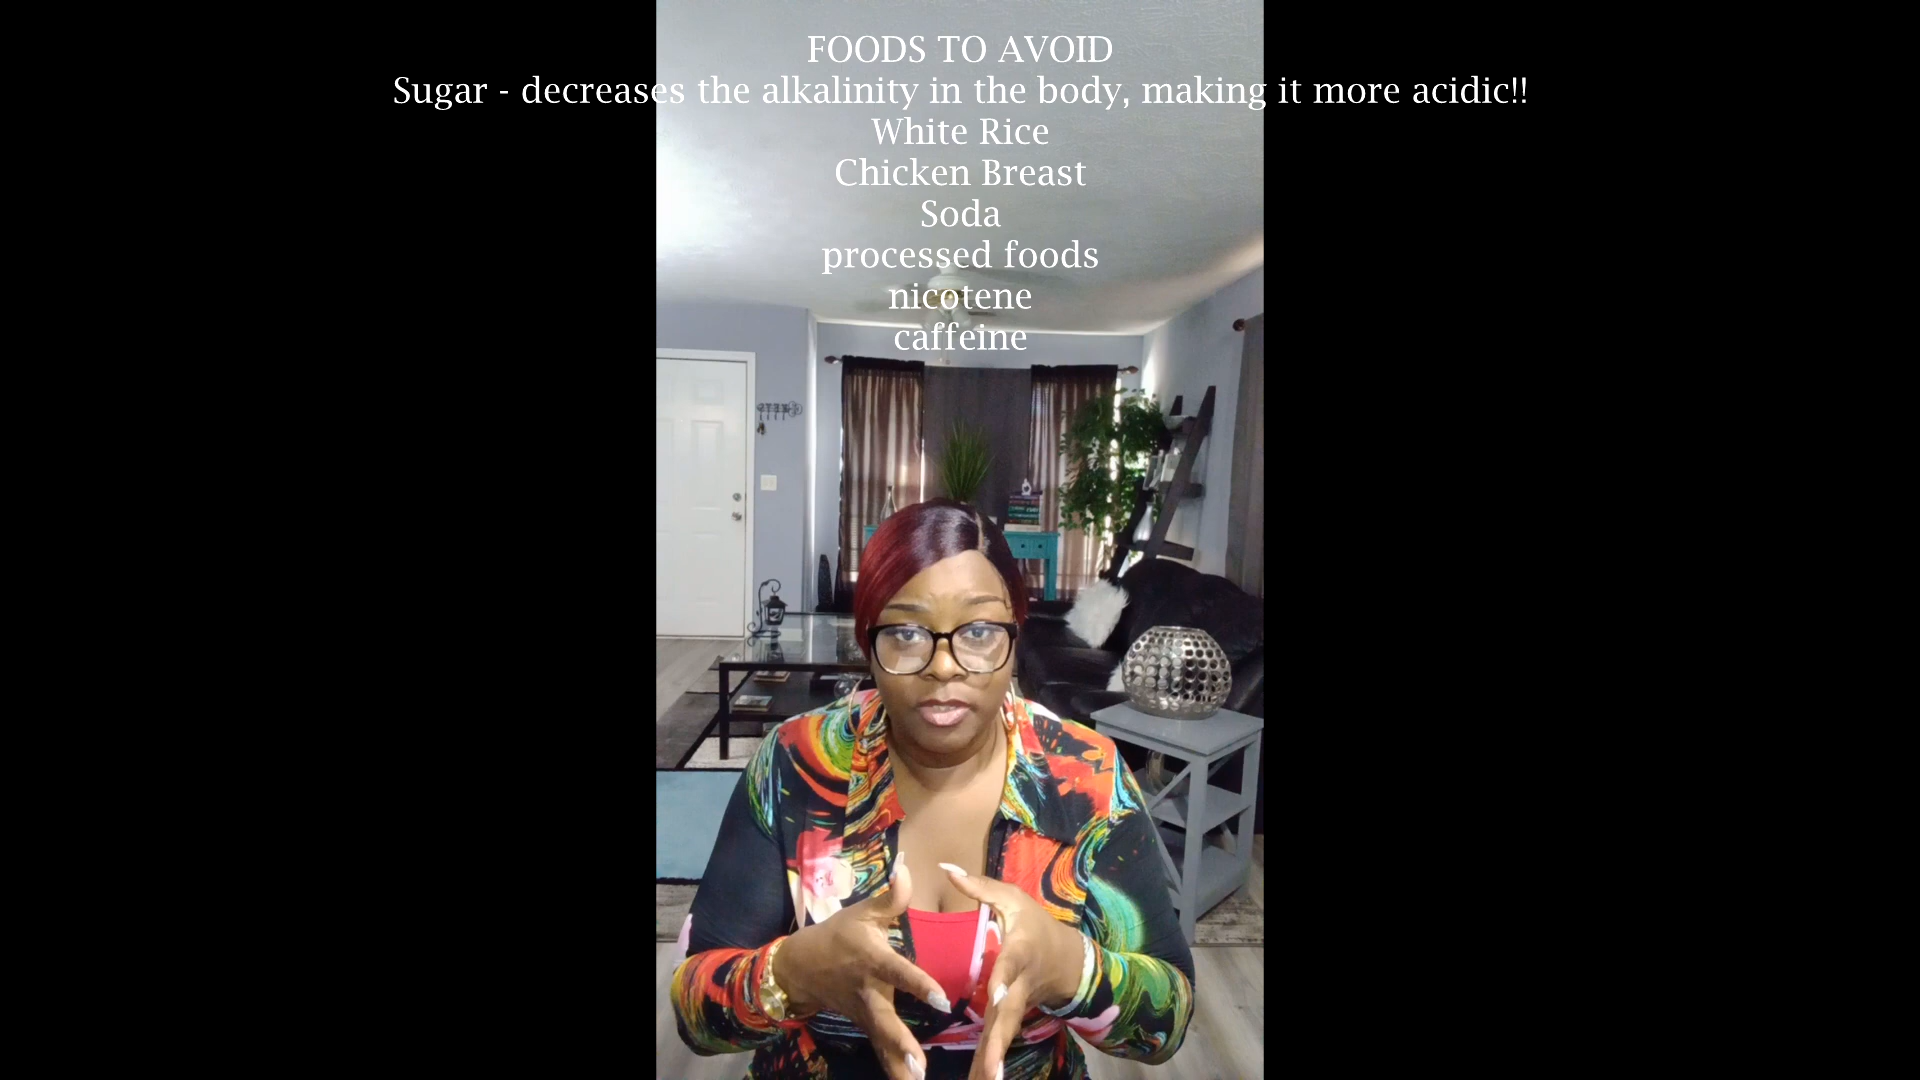 FOODS TO AVOID
Sugar - decreases the alkalinity in the body, making it more acidic!!
White Rice
Chicken Breast
Soda
processed foods
nicotene
caffeine